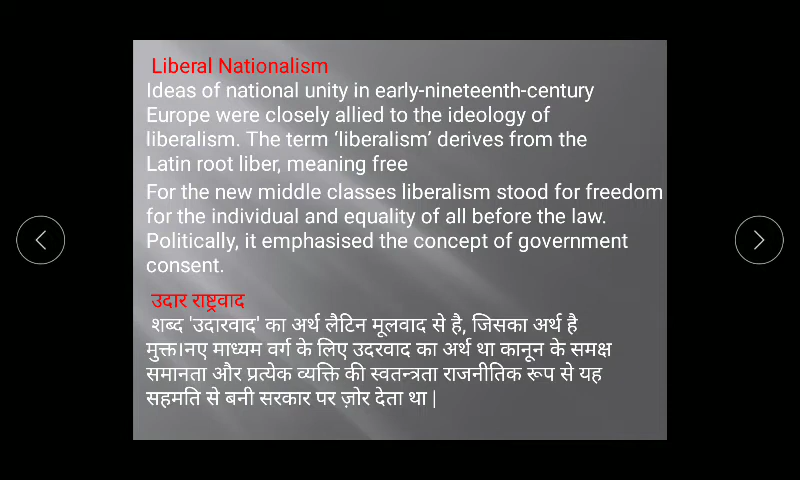 Liberal Nationalism
Ideas of national unity in early-nineteenth-century
Europe were closely allied to the ideology of
liberalism. The term ‘liberalism’ derives from the
Latin root liber, meaning free
For the new middle classes liberalism stood for freedom
for the individual and equality of all before the law.
Politically, it emphasised the concept of government
consent.
उदार राष्ट्रवाद
शब्द 'उदारवाद' का अर्थ लैटिन मूलवाद से है, जिसका अर्थ है
मुक्त।नए माध्यम वर्ग के लिए उदरवाद का अर्थ था कानून के समक्ष
समानता और प्रत्येक व्यक्ति की स्वतन्त्रता राजनीतिक रूप से यह
सहमति से बनी सरकार पर ज़ोर देता था |